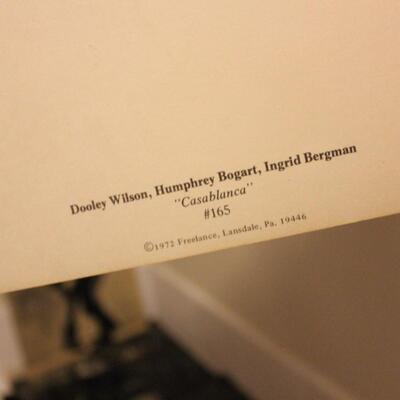 Dooley Wilson, Humphrey Bogart, Ingrid Bergman
"Casablanca"
#165
©1972 Freelance, Lansdale, Pa. 19446